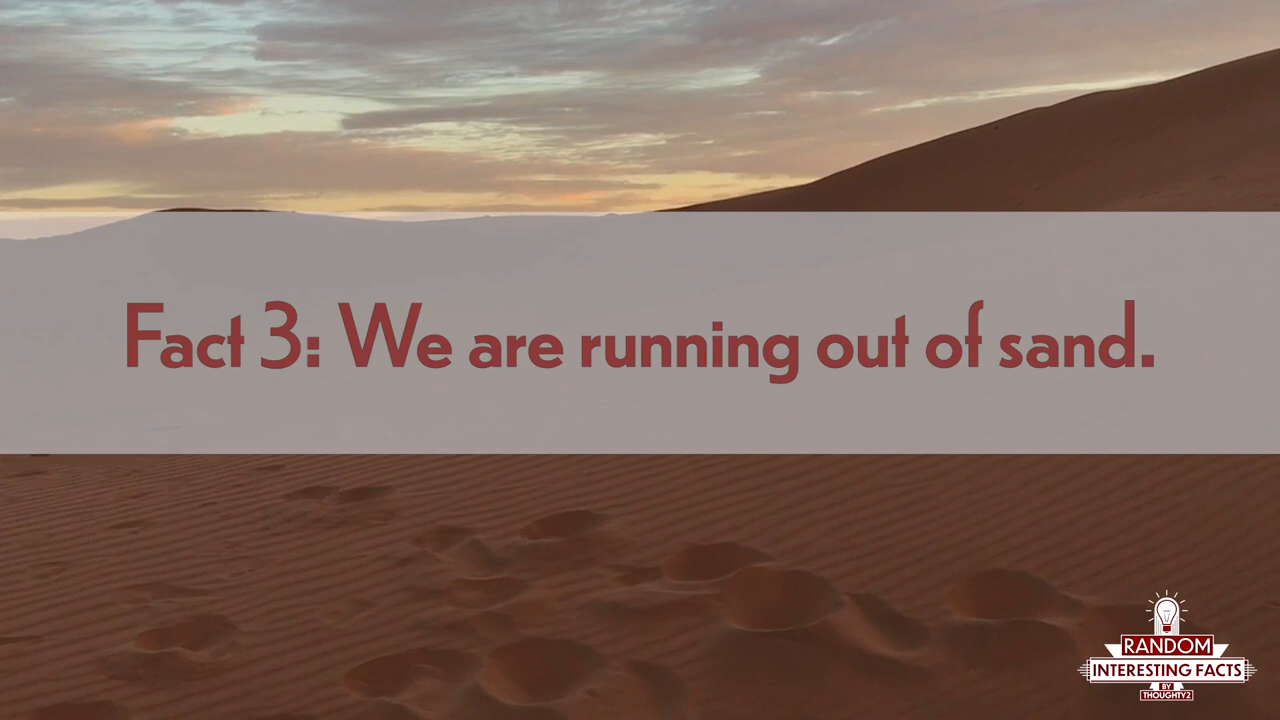 Fact 3: We are running out of sand.
RANDOM
INTERESTING FACTS
BY
THOUGHTY2